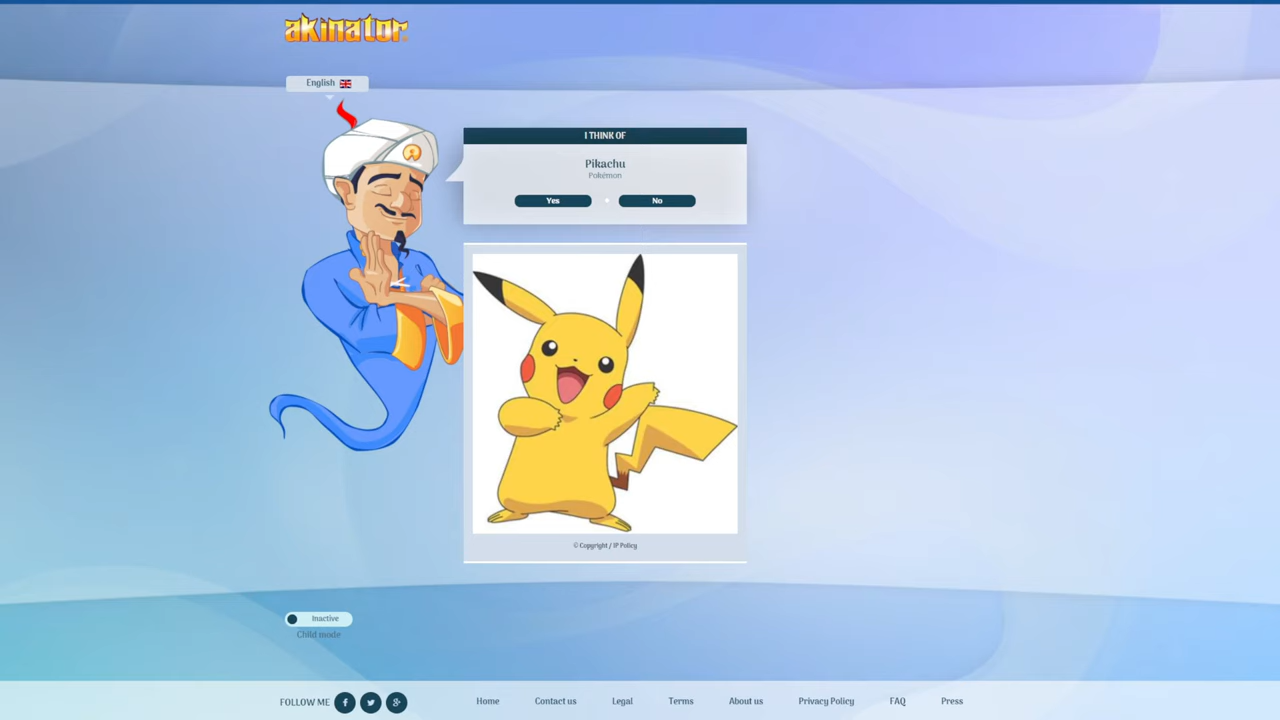 akinator
English
I THINK OF
Pikachu
Pokémon
Yes
No
© Copyright / IP Policy
Inactive
Child mode
FOLLOW ME
Home
Contact us
Legal
Terms
About us
Privacy Policy
FAQ
Press